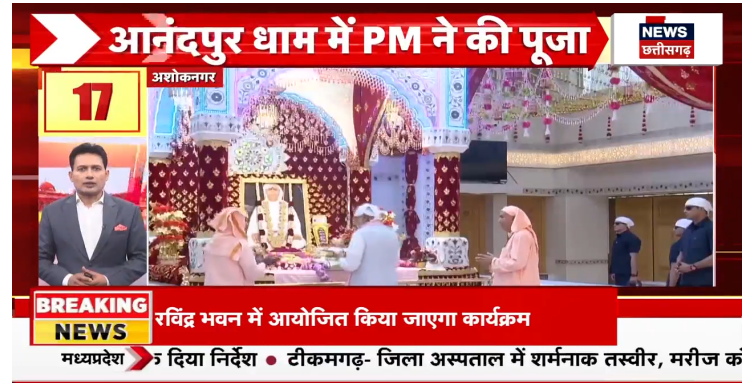 आनंदपुर धाम में PM ने की पूजा
NEWS
छत्तीसगढ़
अशोकनगर
17
BREAKING
NEWS
रविंद्र भवन में आयोजित किया जाएगा कार्यक्रम
मध्यप्रदेश
दिया निर्देश ● टीकमगढ़- जिला अस्पताल में शर्मनाक तस्वीर, मरीज को